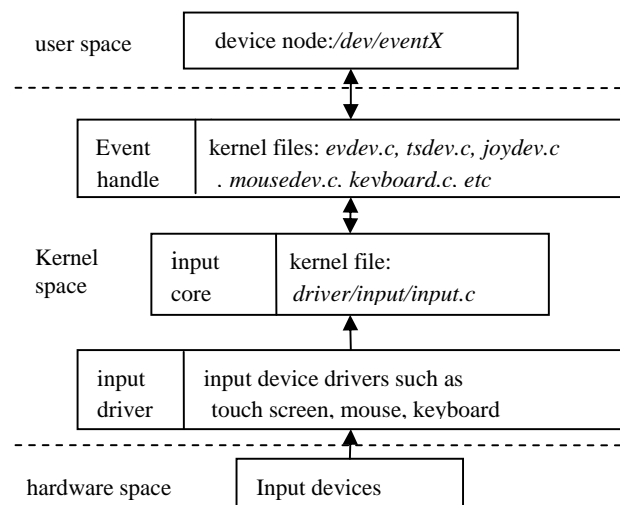 user space
device node:/dev/eventX
Event
handle
kernel files: evdev.c, tsdev.c, joydev.c
. mousedev.c. keyboard.c. etc
Kernel
space
input
core
kernel file:
driver/input/input.c
input
driver
input device drivers such as
touch screen, mouse, keyboard
hardware space
Input devices